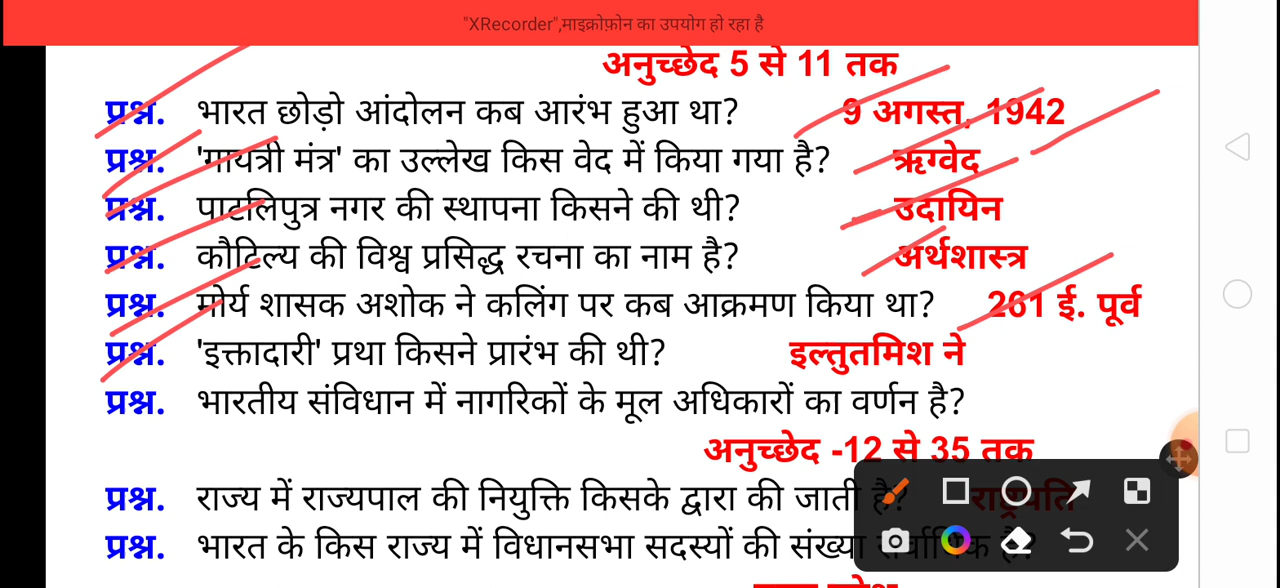 "XRecorder",माइक्रोफ़ोन का उपयोग हो रहा है
अनुच्छेद 5 से 11 तक
प्रश्न. भारत छोड़ो आंदोलन कब आरंभ हुआ था? 9 अगस्त, 1942
प्रश्न. 'गायत्री मंत्र' का उल्लेख किस वेद में किया गया है? ऋग्वेद
प्रश्न. पाटलिपुत्र नगर की स्थापना किसने की थी? उदायिन
प्रश्न. कौटिल्य की विश्व प्रसिद्ध रचना का नाम है? अर्थशास्त्र
प्रश्न. मोर्य शासक अशोक ने कलिंग पर कब आक्रमण किया था? 261 ई. पूर्व
प्रश्न. 'इक्तादारी' प्रथा किसने प्रारंभ की थी? इल्तुतमिश ने
प्रश्न. भारतीय संविधान में नागरिकों के मूल अधिकारों का वर्णन है?
अनुच्छेद -12 से 35 तक
प्रश्न. राज्य में राज्यपाल की नियुक्ति किसके द्वारा की जाती है? राष्ट्रपति
प्रश्न. भारत के किस राज्य में विधानसभा सदस्यों की संख्या सर्वाधिक है?